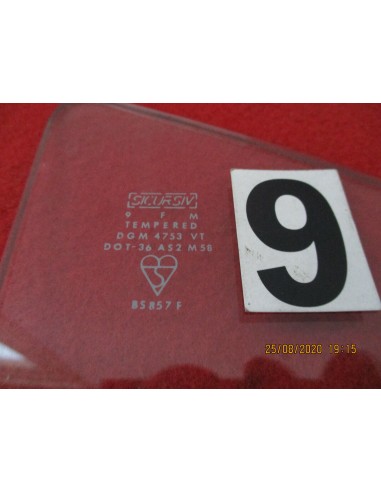 SICURSIV
9 F M
TEMPERED
DGM 4753 VT
DOT-36 AS2 M58
BS 857 F
9
25/08/2020 19:15